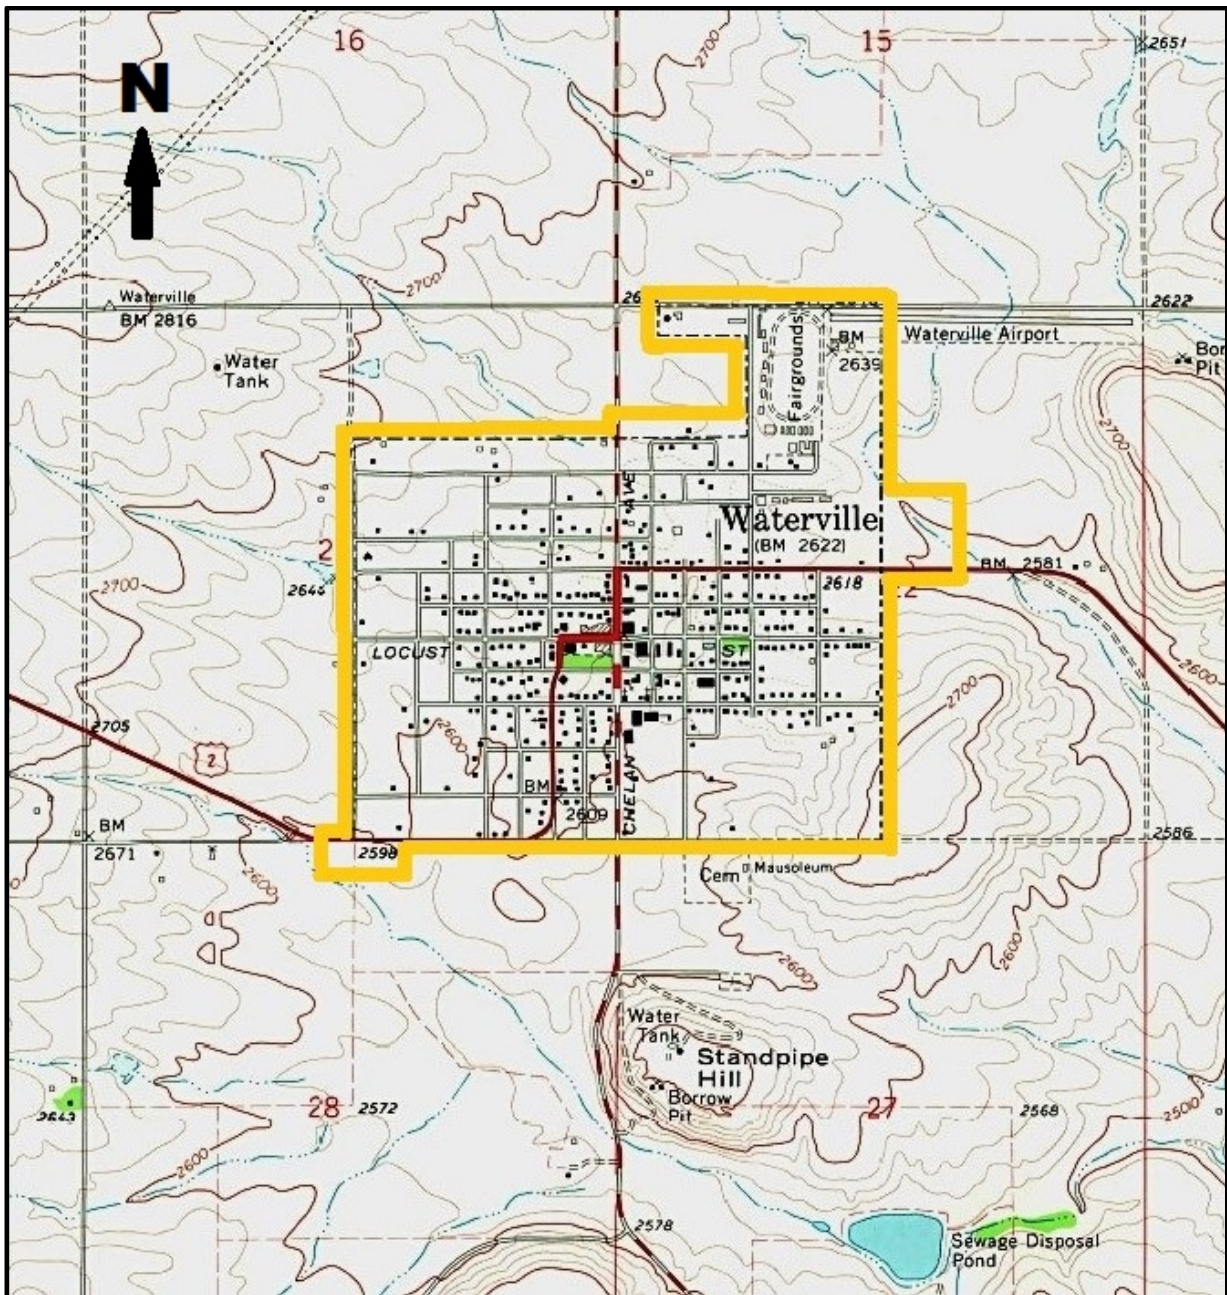 16
15
2651
2700
N
2700
Waterville
BM 2816
2622
Waterville Airport
Fairgrounds
BM
2639
Water
Tank
Pit
2700
AVE
Waterville
(BM 2622)
BM 2581
2644
2618
2700
LOCUST
ST
2600
2700
2705
2
2600
BM
2609
CHELAN
BM
2671
2598
2586
2600
Cem
Mausoleum
2600
2600
Water
Tank
Standpipe
Hill
Borrow
Pit
28
2572
27
2568
2500
2643
2600
2578
Sewage Disposal
Pond